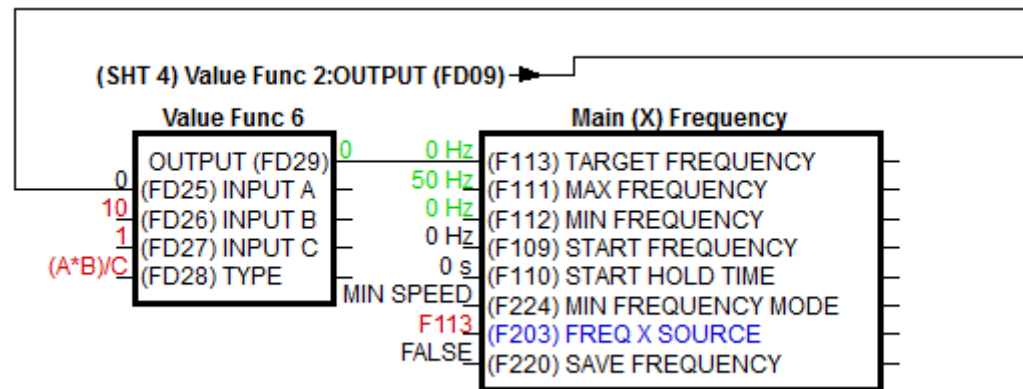 (SHT 4) Value Func 2:OUTPUT (FD09)
Value Func 6
OUTPUT (FD29) 0
0 (FD25) INPUT A
10 (FD26) INPUT B
1 (FD27) INPUT C
(A*B)/C (FD28) TYPE
Main (X) Frequency
0 Hz (F113) TARGET FREQUENCY
50 Hz (F111) MAX FREQUENCY
0 Hz (F112) MIN FREQUENCY
0 Hz (F109) START FREQUENCY
0 s (F110) START HOLD TIME
MIN SPEED (F224) MIN FREQUENCY MODE
F113 (F203) FREQ X SOURCE
FALSE (F220) SAVE FREQUENCY